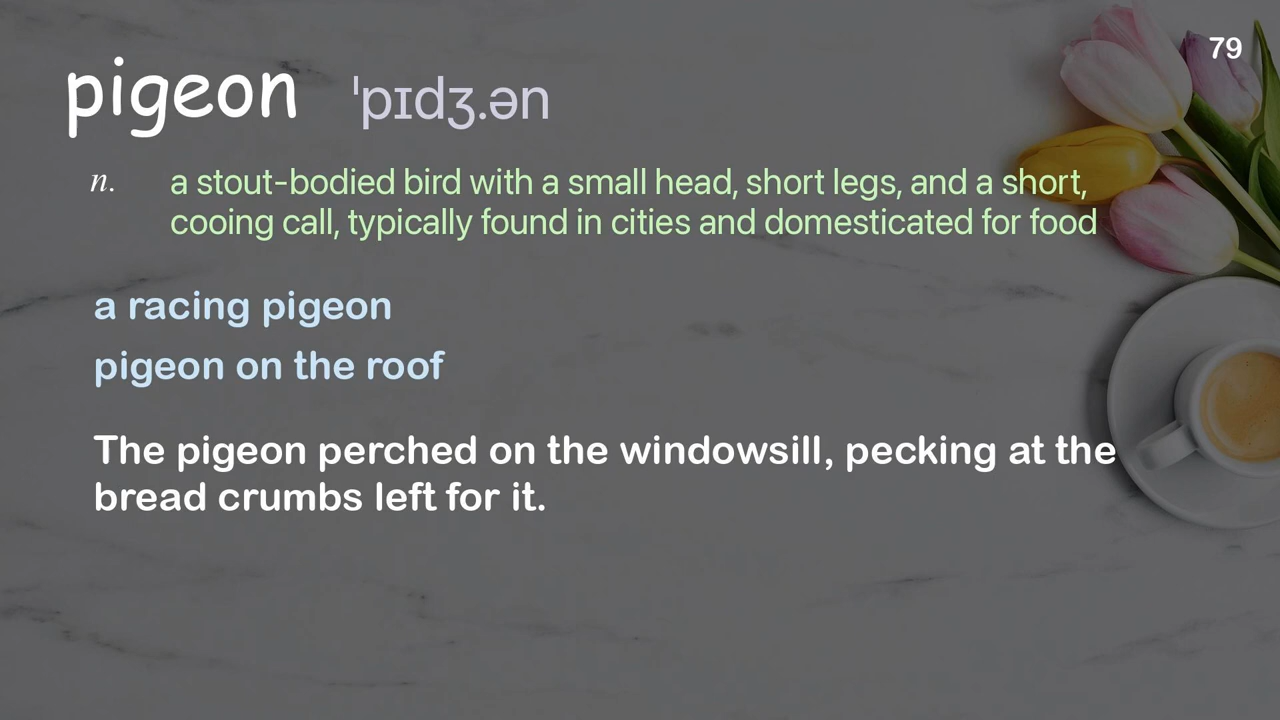 79
pigeon ˈpɪdʒ.ən
n. a stout-bodied bird with a small head, short legs, and a short,
cooing call, typically found in cities and domesticated for food
a racing pigeon
pigeon on the roof
The pigeon perched on the windowsill, pecking at the
bread crumbs left for it.